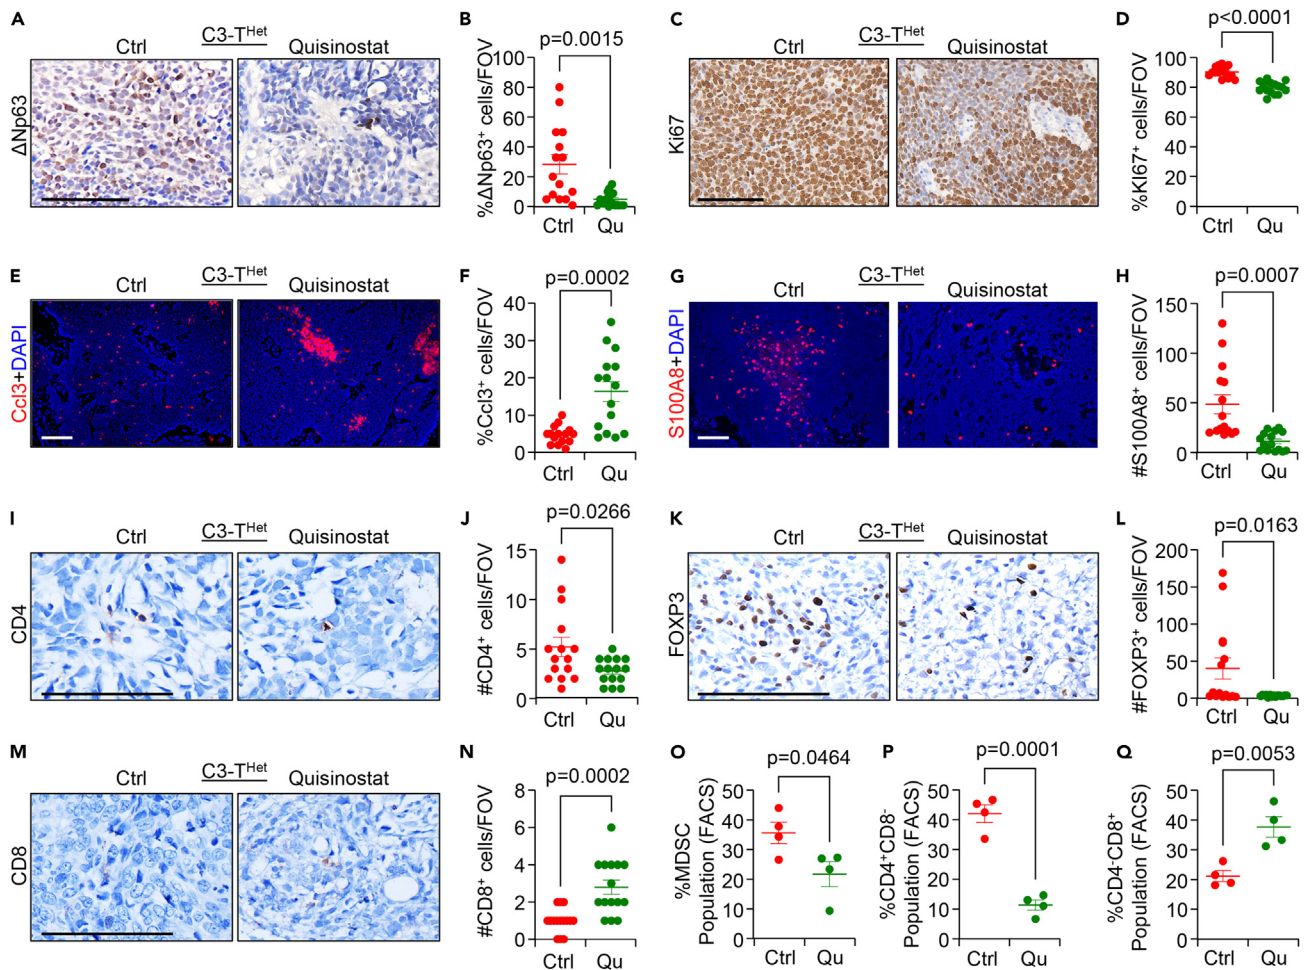 A
Ctrl C3-T^Het Quisinostat
ΔNp63
B
p=0.0015
%ΔNp63⁺ cells/FOV
100
80
60
40
20
0
Ctrl Qu
C
Ctrl C3-T^Het Quisinostat
Ki67
D
p<0.0001
%KI67⁺ cells/FOV
100
80
60
40
20
0
Ctrl Qu
E
Ctrl C3-T^Het Quisinostat
Ccl3+DAPI
F
p=0.0002
%Ccl3⁺ cells/FOV
40
30
20
10
0
Ctrl Qu
G
Ctrl C3-T^Het Quisinostat
S100A8+DAPI
H
p=0.0007
#S100A8⁺ cells/FOV
150
100
50
0
Ctrl Qu
I
Ctrl C3-T^Het Quisinostat
CD4
J
p=0.0266
#CD4⁺ cells/FOV
15
10
5
0
Ctrl Qu
K
Ctrl C3-T^Het Quisinostat
FOXP3
L
p=0.0163
#FOXP3⁺ cells/FOV
200
150
100
50
0
Ctrl Qu
M
Ctrl C3-T^Het Quisinostat
CD8
N
p=0.0002
#CD8⁺ cells/FOV
8
6
4
2
0
Ctrl Qu
O
p=0.0464
%MDSC
Population (FACS)
50
40
30
20
10
0
Ctrl Qu
P
p=0.0001
%CD4⁺CD8⁻
Population (FACS)
50
40
30
20
10
0
Ctrl Qu
Q
p=0.0053
%CD4⁻CD8⁺
Population (FACS)
50
40
30
20
10
0
Ctrl Qu